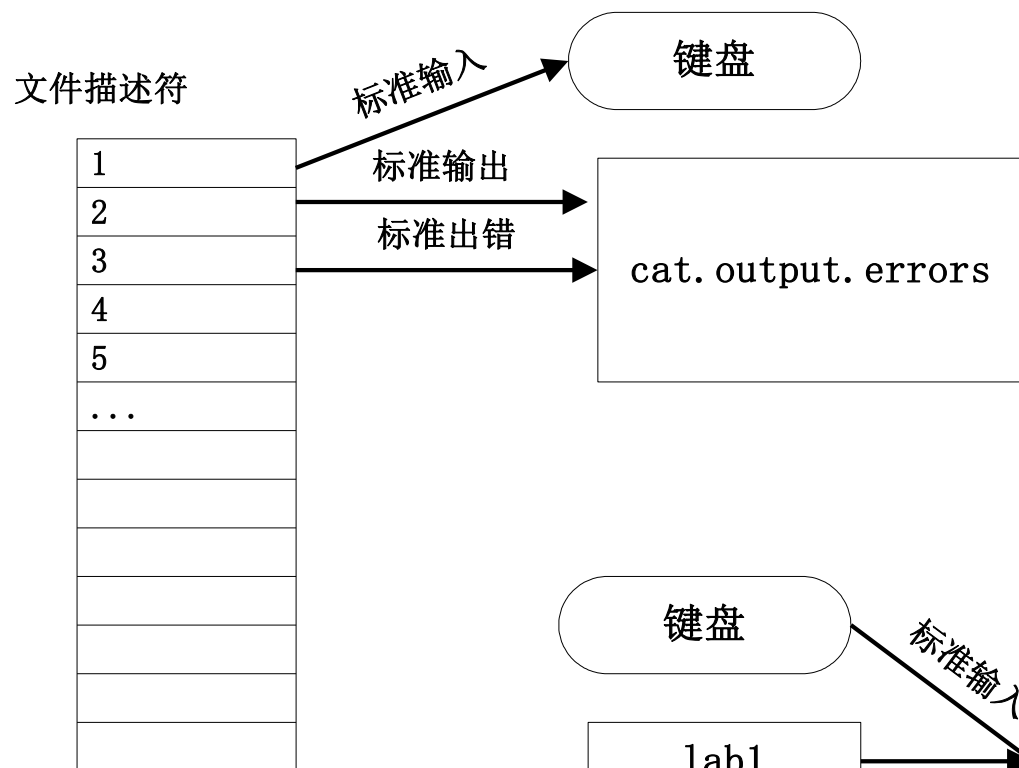 文件描述符
标准输入
键盘
1
标准输出
2
标准出错
3
cat.output.errors
4
5
...
键盘
标准输入
lab1